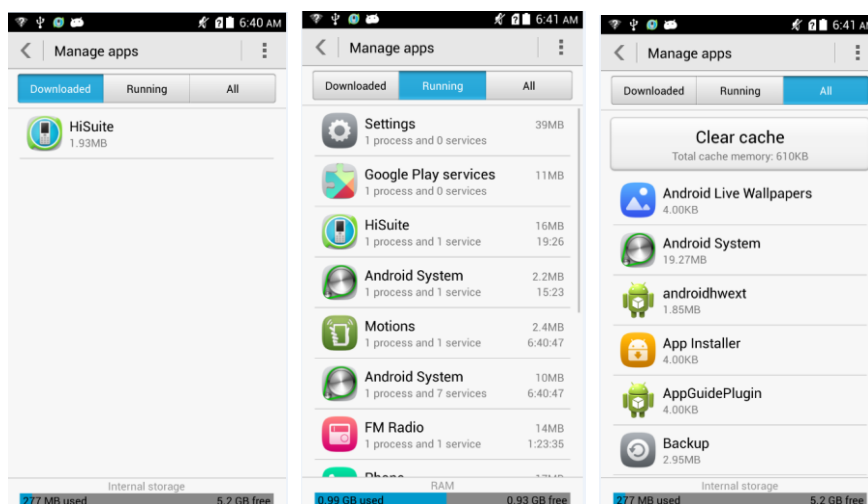 6:40 AM
Manage apps
Downloaded
Running
All
HiSuite
1.93MB
Internal storage
277 MB used
5.2 GB free
6:41 AM
Manage apps
Downloaded
Running
All
Settings
39MB
1 process and 0 services
Google Play services
11MB
1 process and 0 services
HiSuite
16MB
1 process and 1 service
19:26
Android System
2.2MB
1 process and 1 service
15:23
Motions
2.4MB
1 process and 1 service
6:40:47
Android System
10MB
1 process and 7 services
6:40:47
FM Radio
14MB
1 process and 1 service
1:23:35
RAM
0.99 GB used
0.93 GB free
6:41
Manage apps
Downloaded
Running
All
Clear cache
Total cache memory: 610KB
Android Live Wallpapers
4.00KB
Android System
19.27MB
androidhwext
1.85MB
App Installer
4.00KB
AppGuidePlugin
4.00KB
Backup
2.95MB
Internal storage
277 MB used
5.2 GB free